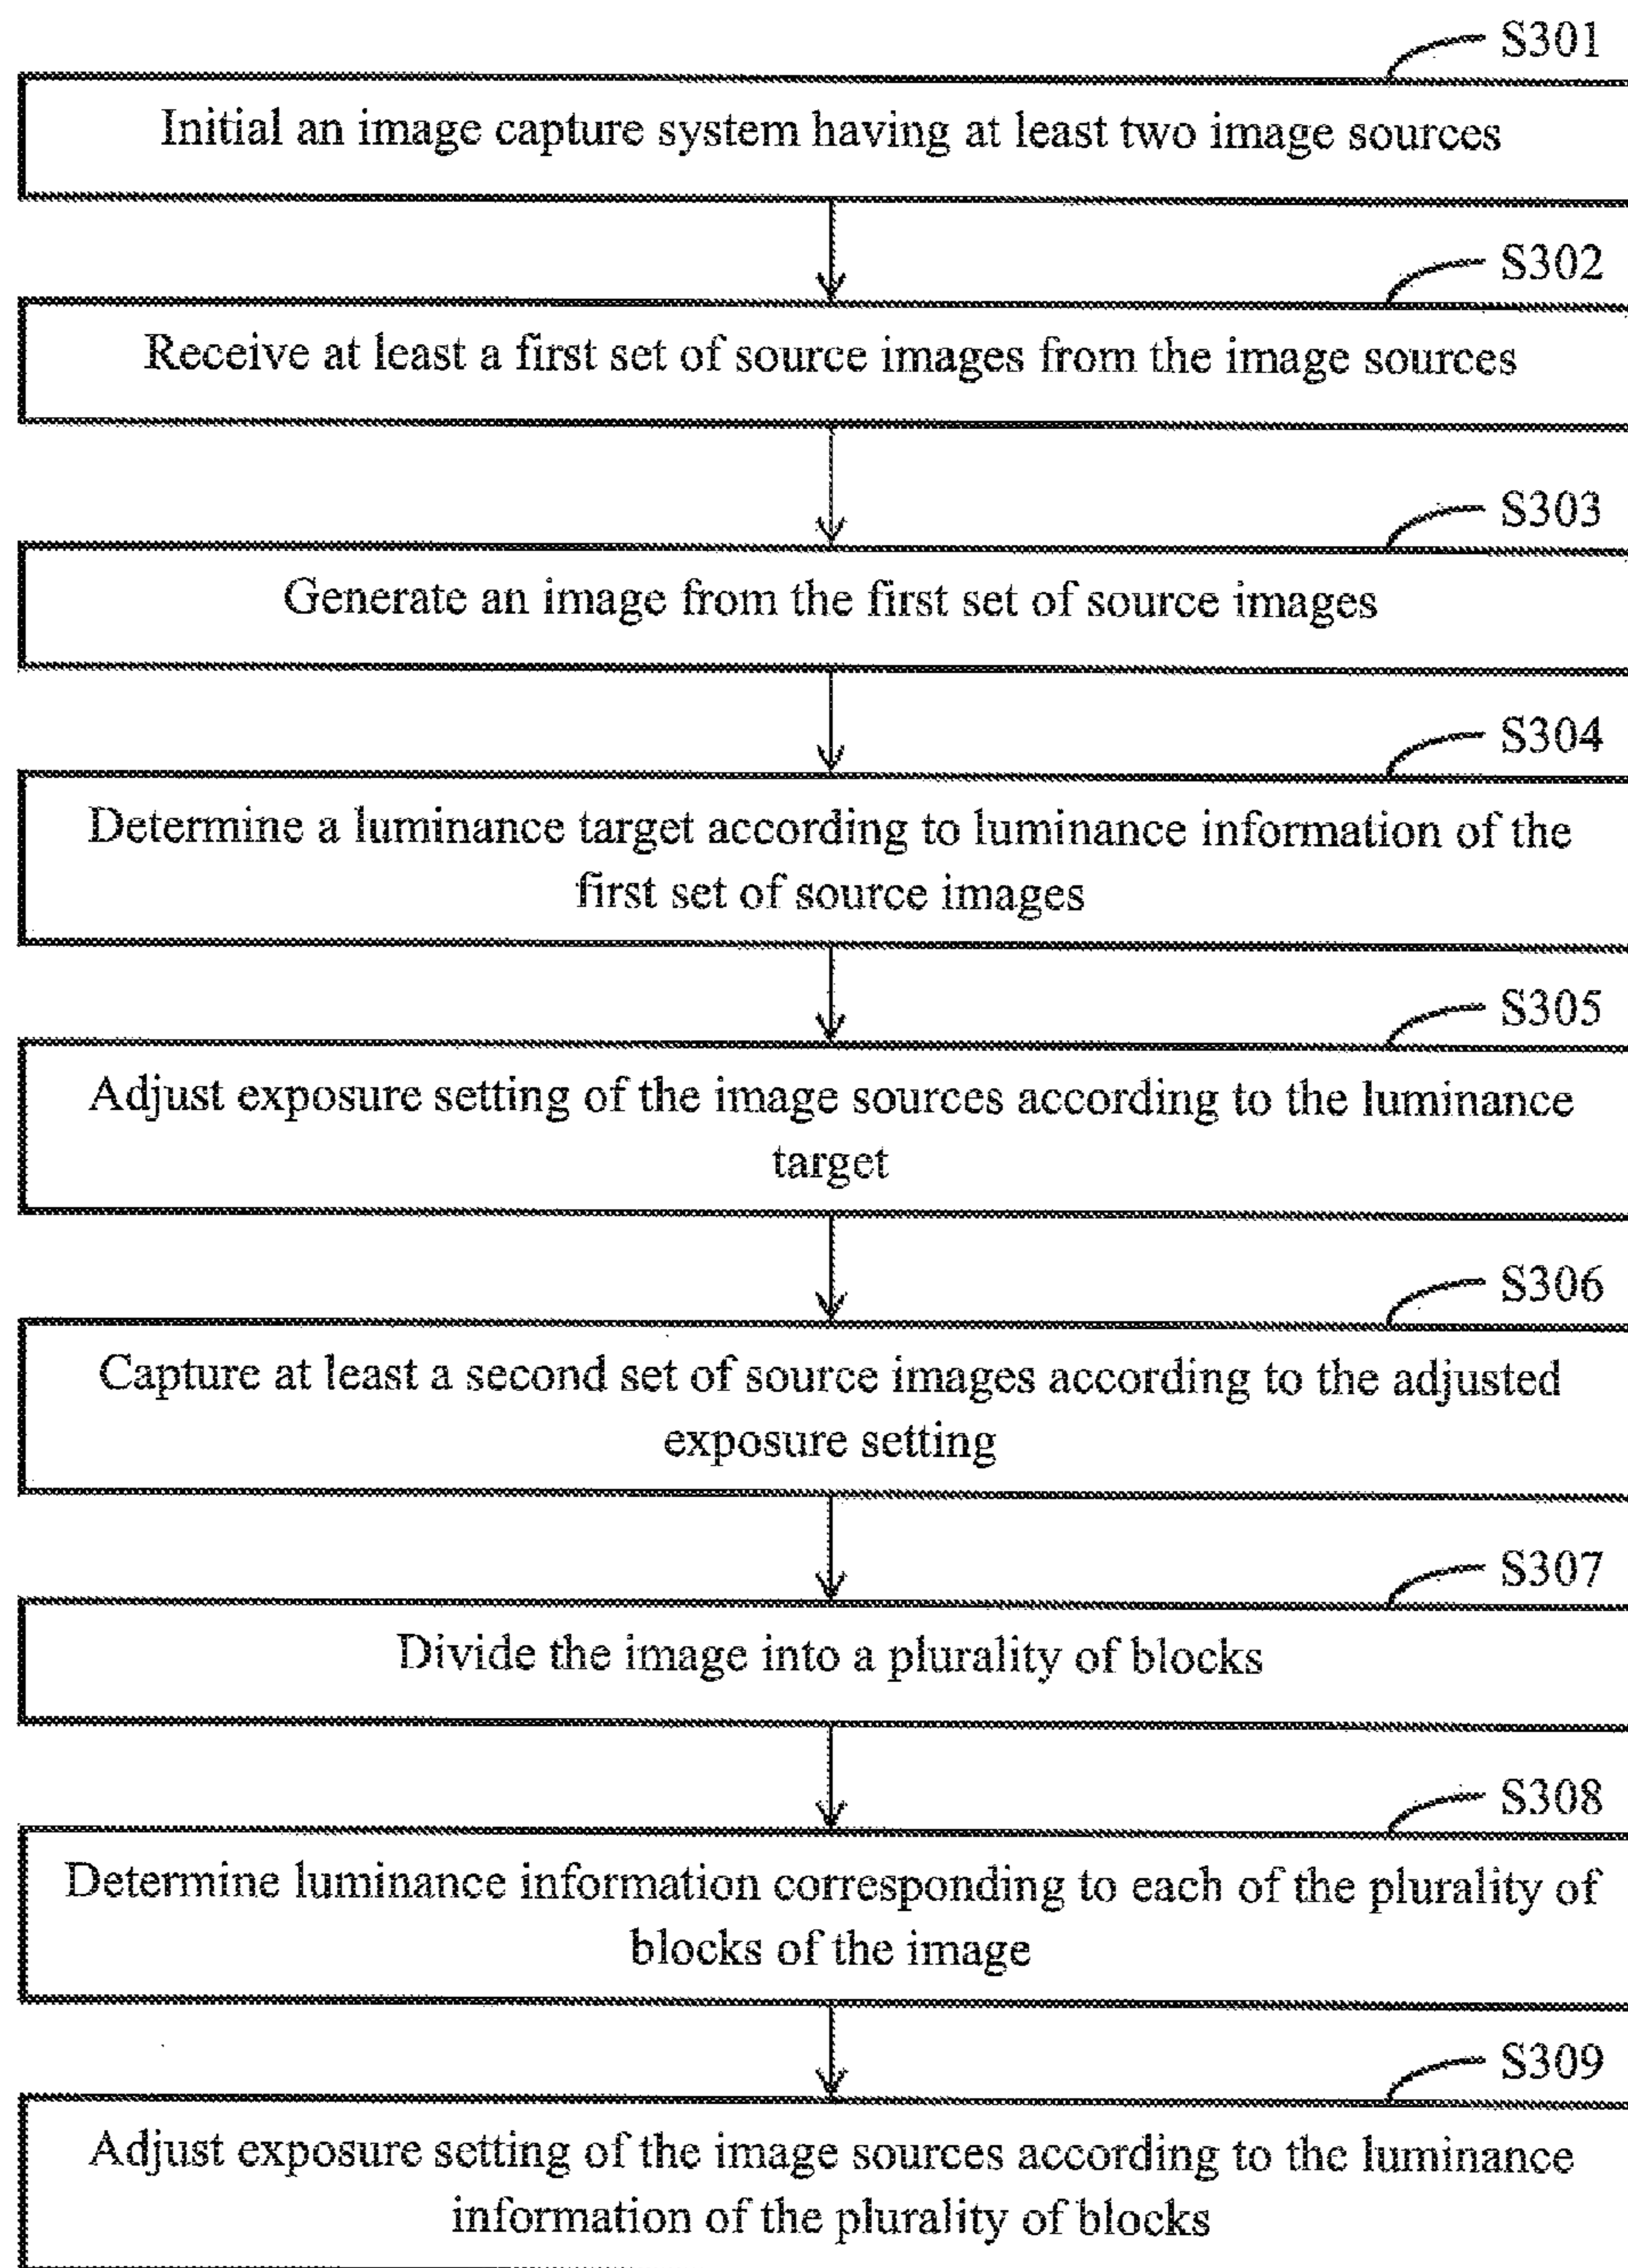 S301
Initial an image capture system having at least two image sources
S302
Receive at least a first set of source images from the image sources
S303
Generate an image from the first set of source images
S304
Determine a luminance target according to luminance information of the
first set of source images
S305
Adjust exposure setting of the image sources according to the luminance
target
S306
Capture at least a second set of source images according to the adjusted
exposure setting
S307
Divide the image into a plurality of blocks
S308
Determine luminance information corresponding to each of the plurality of
blocks of the image
S309
Adjust exposure setting of the image sources according to the luminance
information of the plurality of blocks